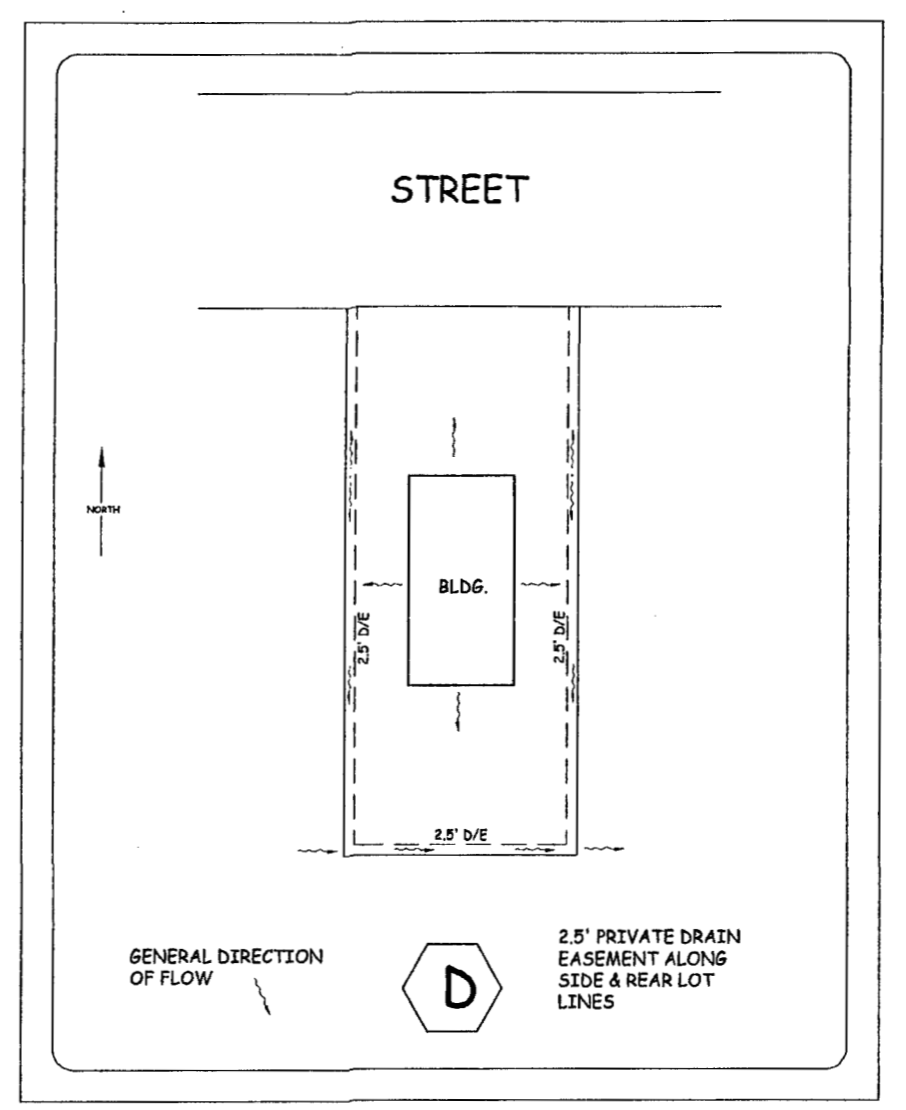 STREET
NORTH
BLDG.
2.5' D/E
2.5' D/E
2.5' D/E
GENERAL DIRECTION
OF FLOW
D
2.5' PRIVATE DRAIN
EASEMENT ALONG
SIDE & REAR LOT
LINES